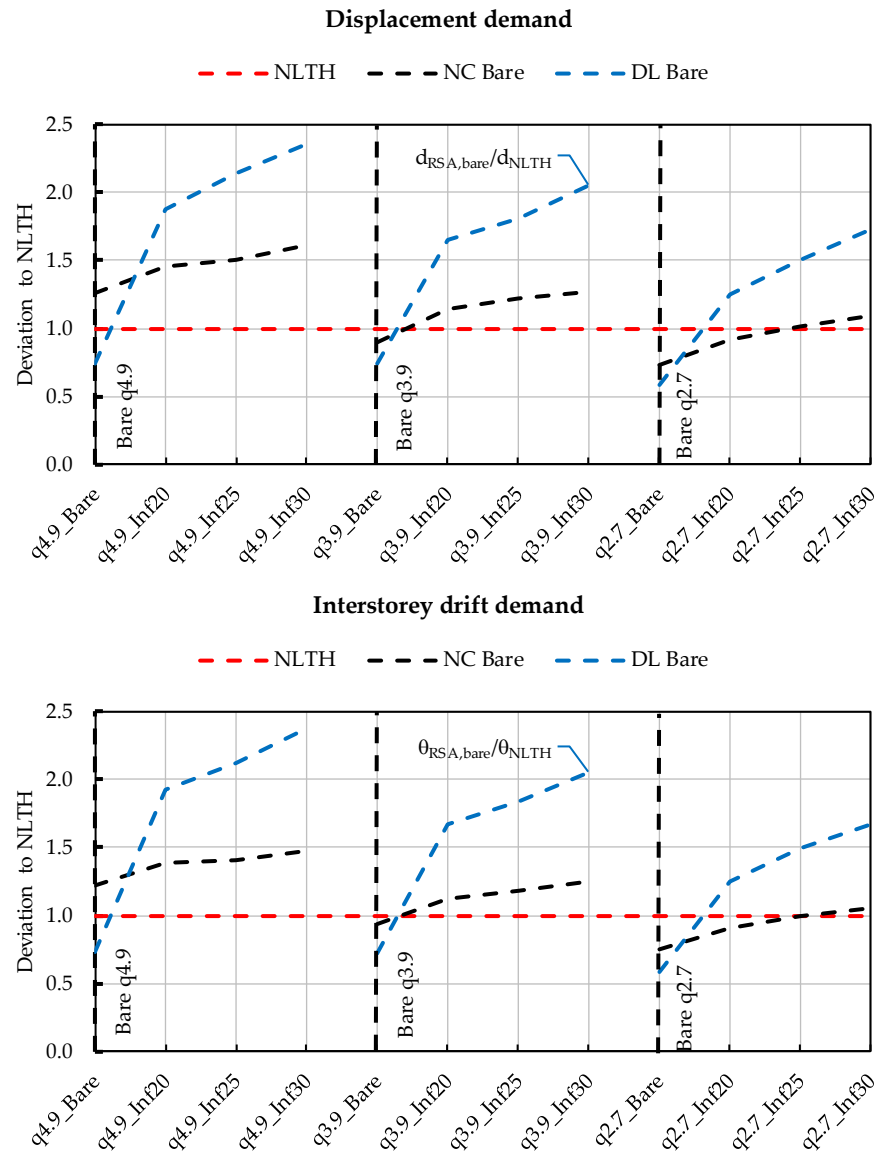 Displacement demand
NLTH NC Bare DL Bare
Deviation to NLTH
2.5
2.0
1.5
1.0
0.5
0.0
d_RSA,bare/d_NLTH
Bare q4.9
Bare q3.9
Bare q2.7
q4.9_Bare
q4.9_Inf20
q4.9_Inf25
q4.9_Inf30
q3.9_Bare
q3.9_Inf20
q3.9_Inf25
q3.9_Inf30
q2.7_Bare
q2.7_Inf20
q2.7_Inf25
q2.7_Inf30
Interstorey drift demand
NLTH NC Bare DL Bare
Deviation to NLTH
2.5
2.0
1.5
1.0
0.5
0.0
θ_RSA,bare/θ_NLTH
Bare q4.9
Bare q3.9
Bare q2.7
q4.9_Bare
q4.9_Inf20
q4.9_Inf25
q4.9_Inf30
q3.9_Bare
q3.9_Inf20
q3.9_Inf25
q3.9_Inf30
q2.7_Bare
q2.7_Inf20
q2.7_Inf25
q2.7_Inf30